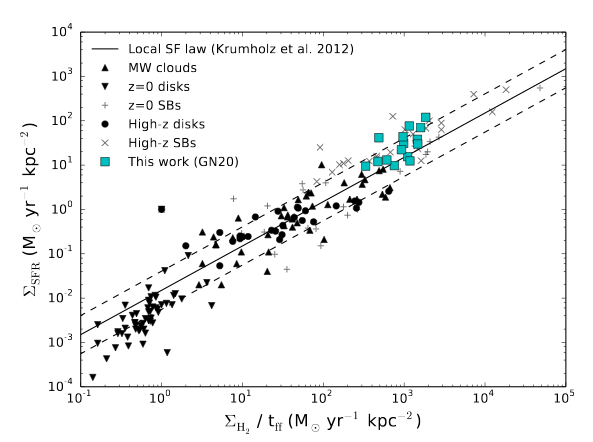 10^4
10^3
10^2
10^1
10^0
10^-1
10^-2
10^-3
10^-4
Σ_SFR (M_⊙ yr^−1 kpc^−2)
Local SF law (Krumholz et al. 2012)
MW clouds
z=0 disks
z=0 SBs
High-z disks
High-z SBs
This work (GN20)
10^-1
10^0
10^1
10^2
10^3
10^4
10^5
Σ_H_2 / t_ff (M_⊙ yr^−1 kpc^−2)